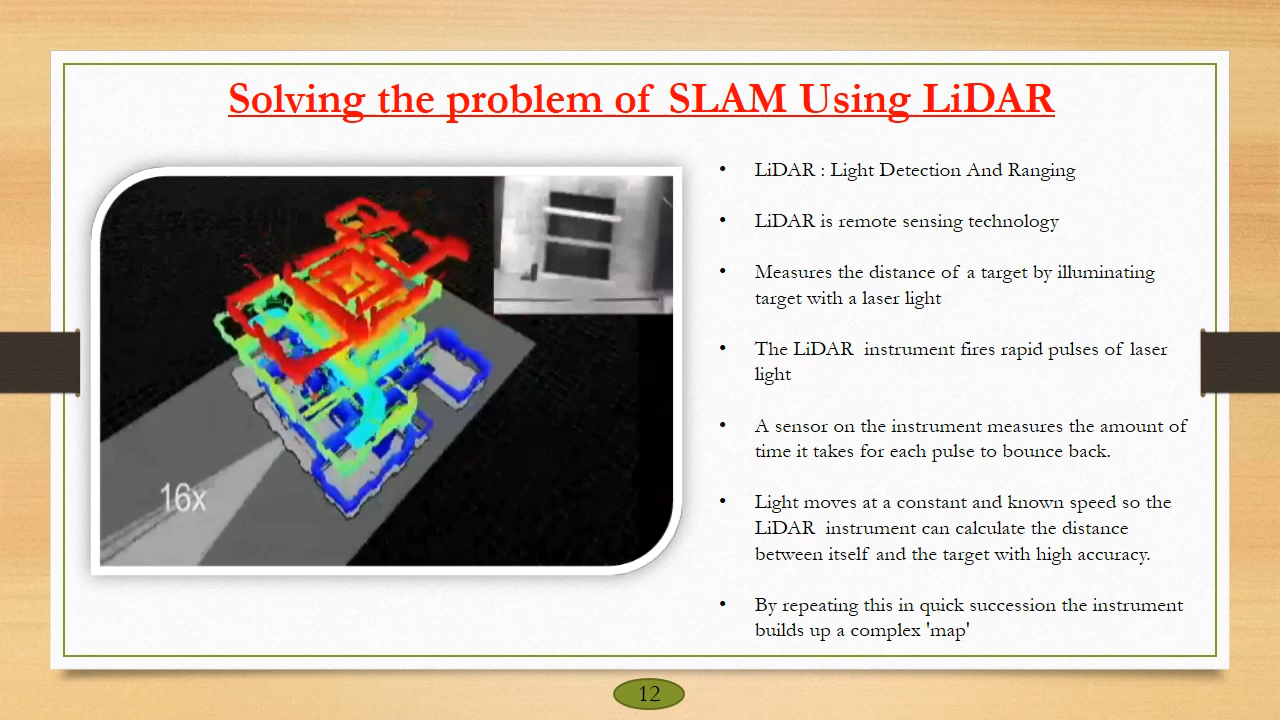 Solving the problem of SLAM Using LiDAR
16x
• LiDAR : Light Detection And Ranging
• LiDAR is remote sensing technology
• Measures the distance of a target by illuminating
target with a laser light
• The LiDAR instrument fires rapid pulses of laser
light
• A sensor on the instrument measures the amount of
time it takes for each pulse to bounce back.
• Light moves at a constant and known speed so the
LiDAR instrument can calculate the distance
between itself and the target with high accuracy.
• By repeating this in quick succession the instrument
builds up a complex 'map'
12